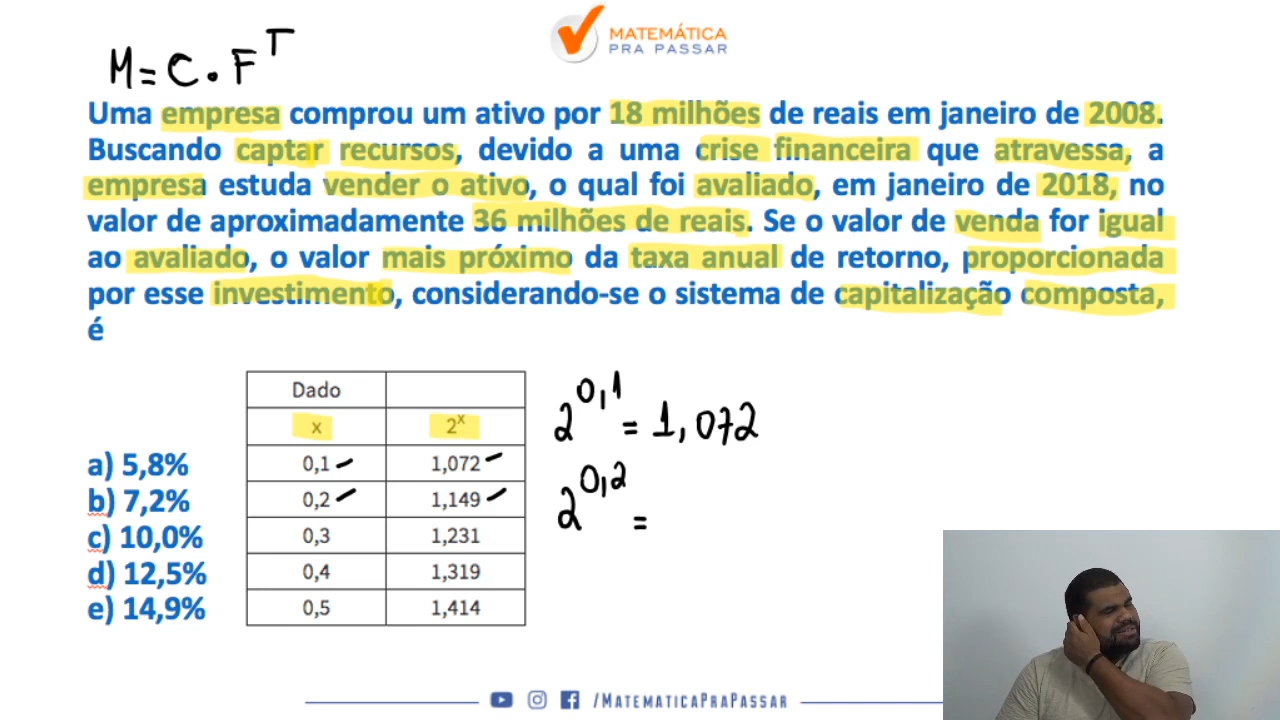 MATEMÁTICA
PRA PASSAR
M = C . F^T
Uma empresa comprou um ativo por 18 milhões de reais em janeiro de 2008.
Buscando captar recursos, devido a uma crise financeira que atravessa, a
empresa estuda vender o ativo, o qual foi avaliado, em janeiro de 2018, no
valor de aproximadamente 36 milhões de reais. Se o valor de venda for igual
ao avaliado, o valor mais próximo da taxa anual de retorno, proporcionada
por esse investimento, considerando-se o sistema de capitalização composta,
é
Dado
x 2^x
0,1 1,072
0,2 1,149
0,3 1,231
0,4 1,319
0,5 1,414
a) 5,8%
b) 7,2%
c) 10,0%
d) 12,5%
e) 14,9%
2^0,1 = 1,072
2^0,2 =
/MATEMATICAPRAPASSAR